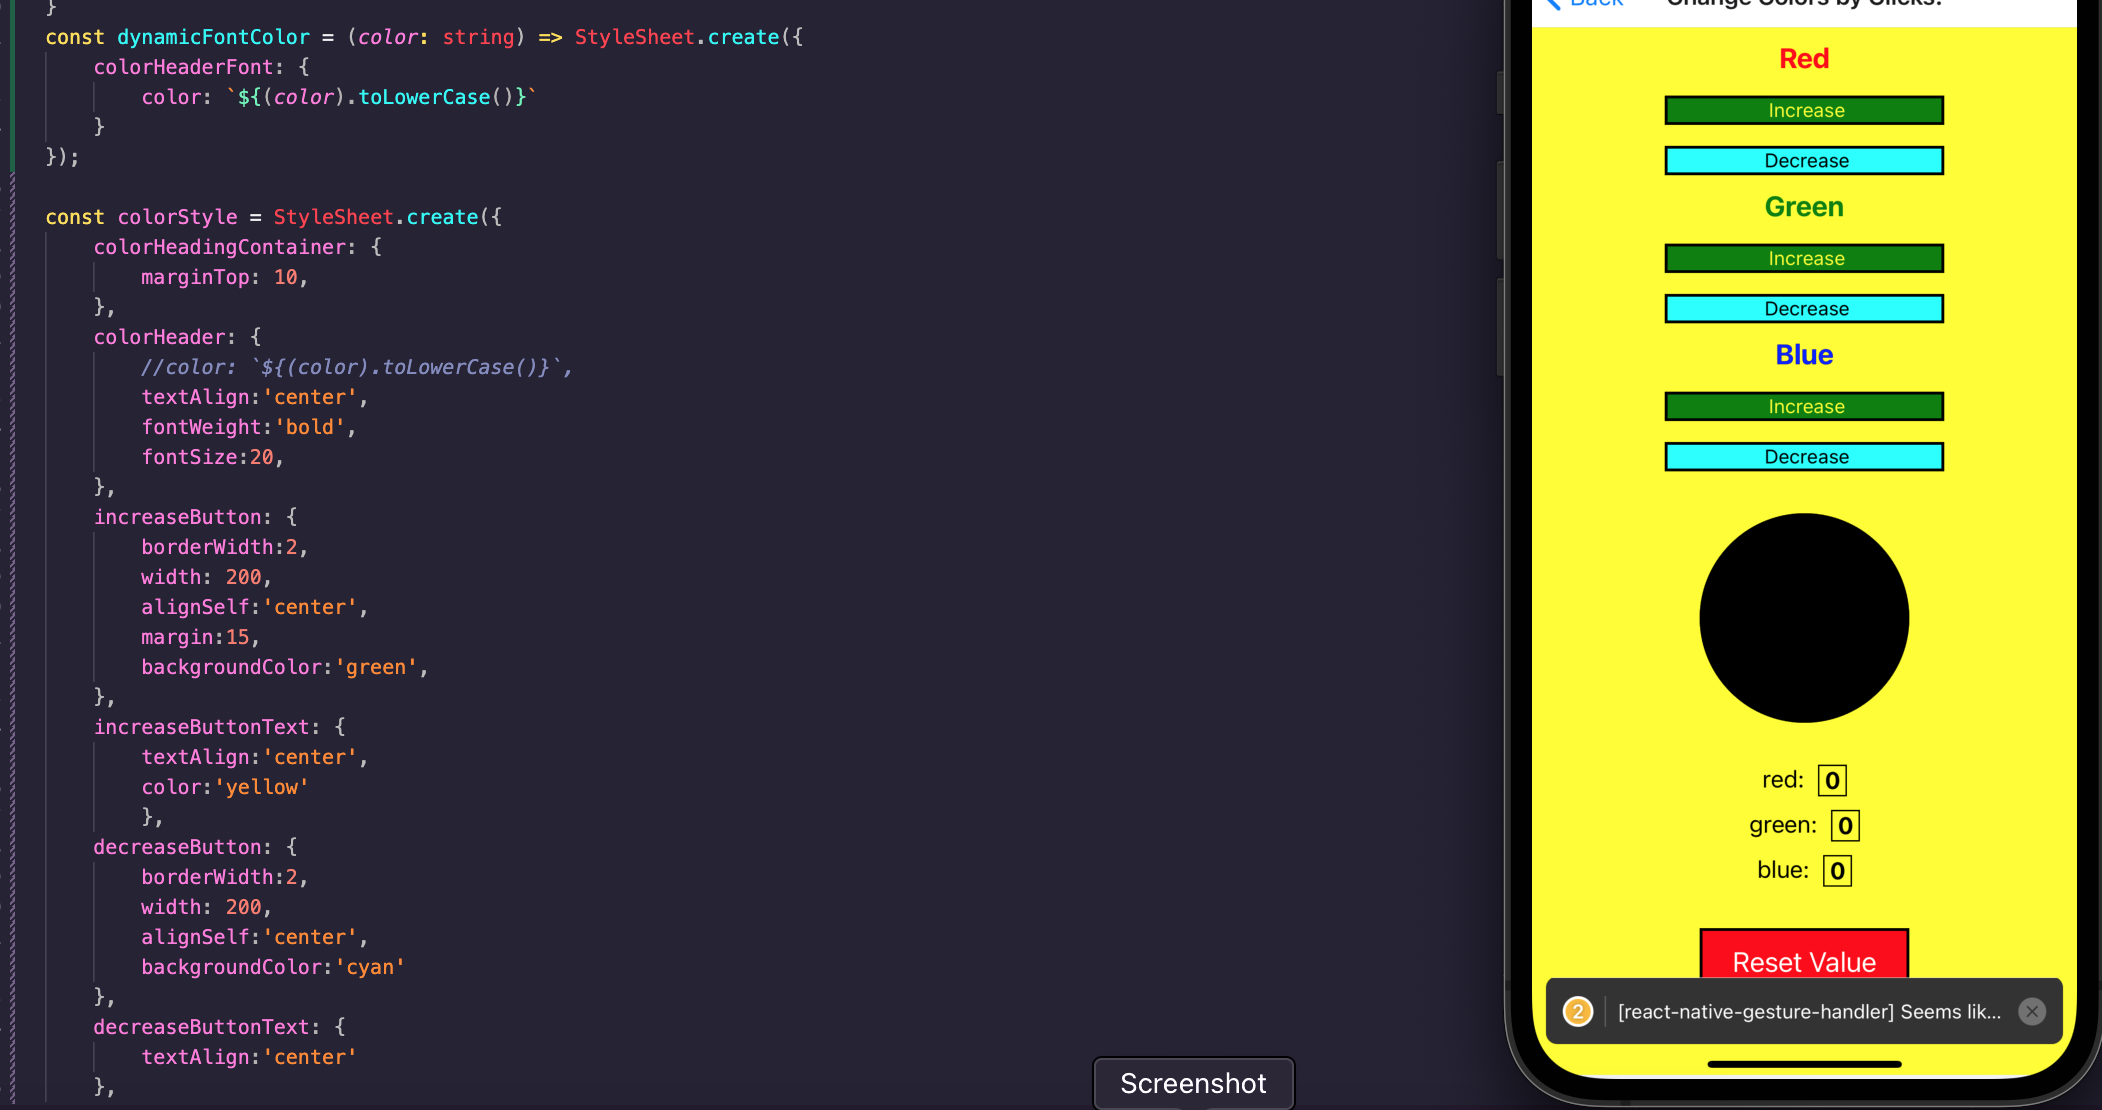 }
const dynamicFontColor = (color: string) => StyleSheet.create({
    colorHeaderFont: {
        color: `${(color).toLowerCase()}`
    }
});
const colorStyle = StyleSheet.create({
    colorHeadingContainer: {
        marginTop: 10,
    },
    colorHeader: {
        //color: `${(color).toLowerCase()}`,
        textAlign:'center',
        fontWeight:'bold',
        fontSize:20,
    },
    increaseButton: {
        borderWidth:2,
        width: 200,
        alignSelf:'center',
        margin:15,
        backgroundColor:'green',
    },
    increaseButtonText: {
        textAlign:'center',
        color:'yellow'
        },
    decreaseButton: {
        borderWidth:2,
        width: 200,
        alignSelf:'center',
        backgroundColor:'cyan'
    },
    decreaseButtonText: {
        textAlign:'center'
    },
Screenshot
Back
Change Colors by Clicks!
Red
Increase
Decrease
Green
Increase
Decrease
Blue
Increase
Decrease
red: 0
green: 0
blue: 0
Reset Value
2 [react-native-gesture-handler] Seems lik...